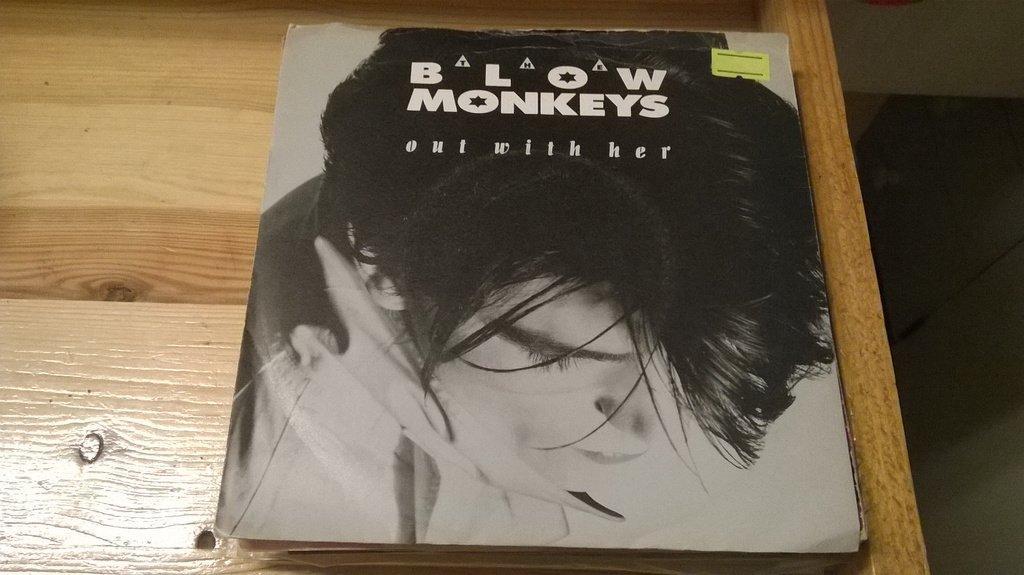 THE
BLOW
MONKEYS
out with her